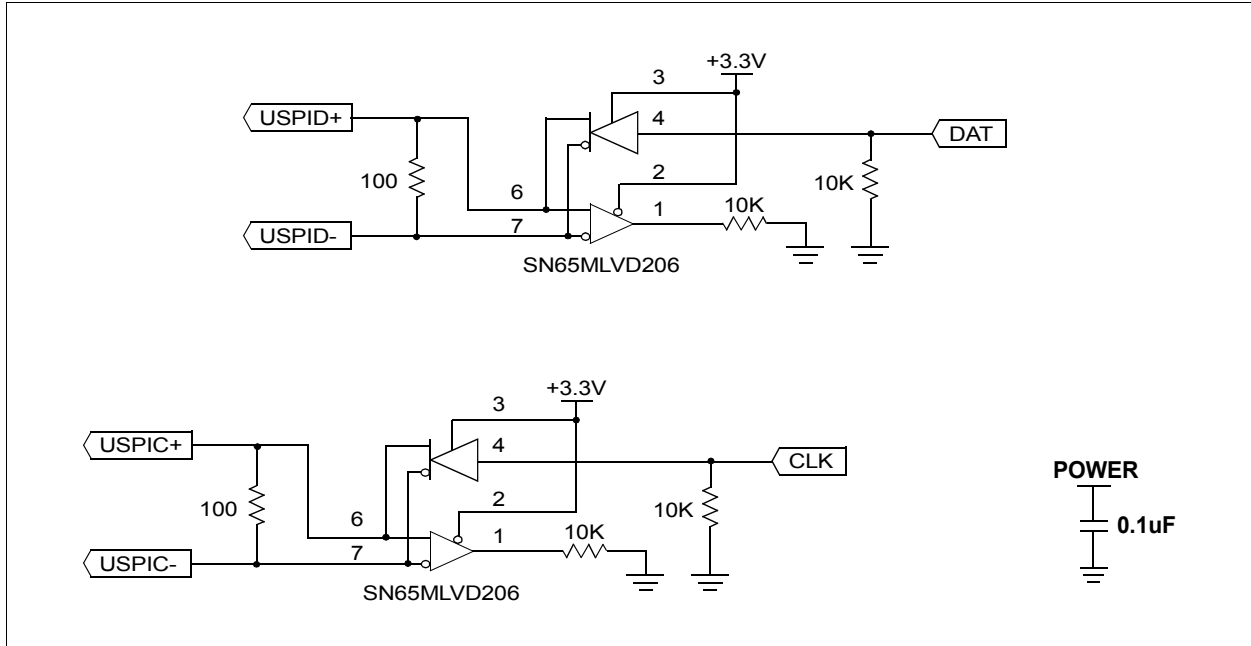 +3.3V
3
USPID+
4
DAT
100
2
10K
6
1
10K
7
USPID-
SN65MLVD206
+3.3V
3
USPIC+
4
CLK
POWER
100
2
10K
0.1uF
6
1
10K
7
USPIC-
SN65MLVD206